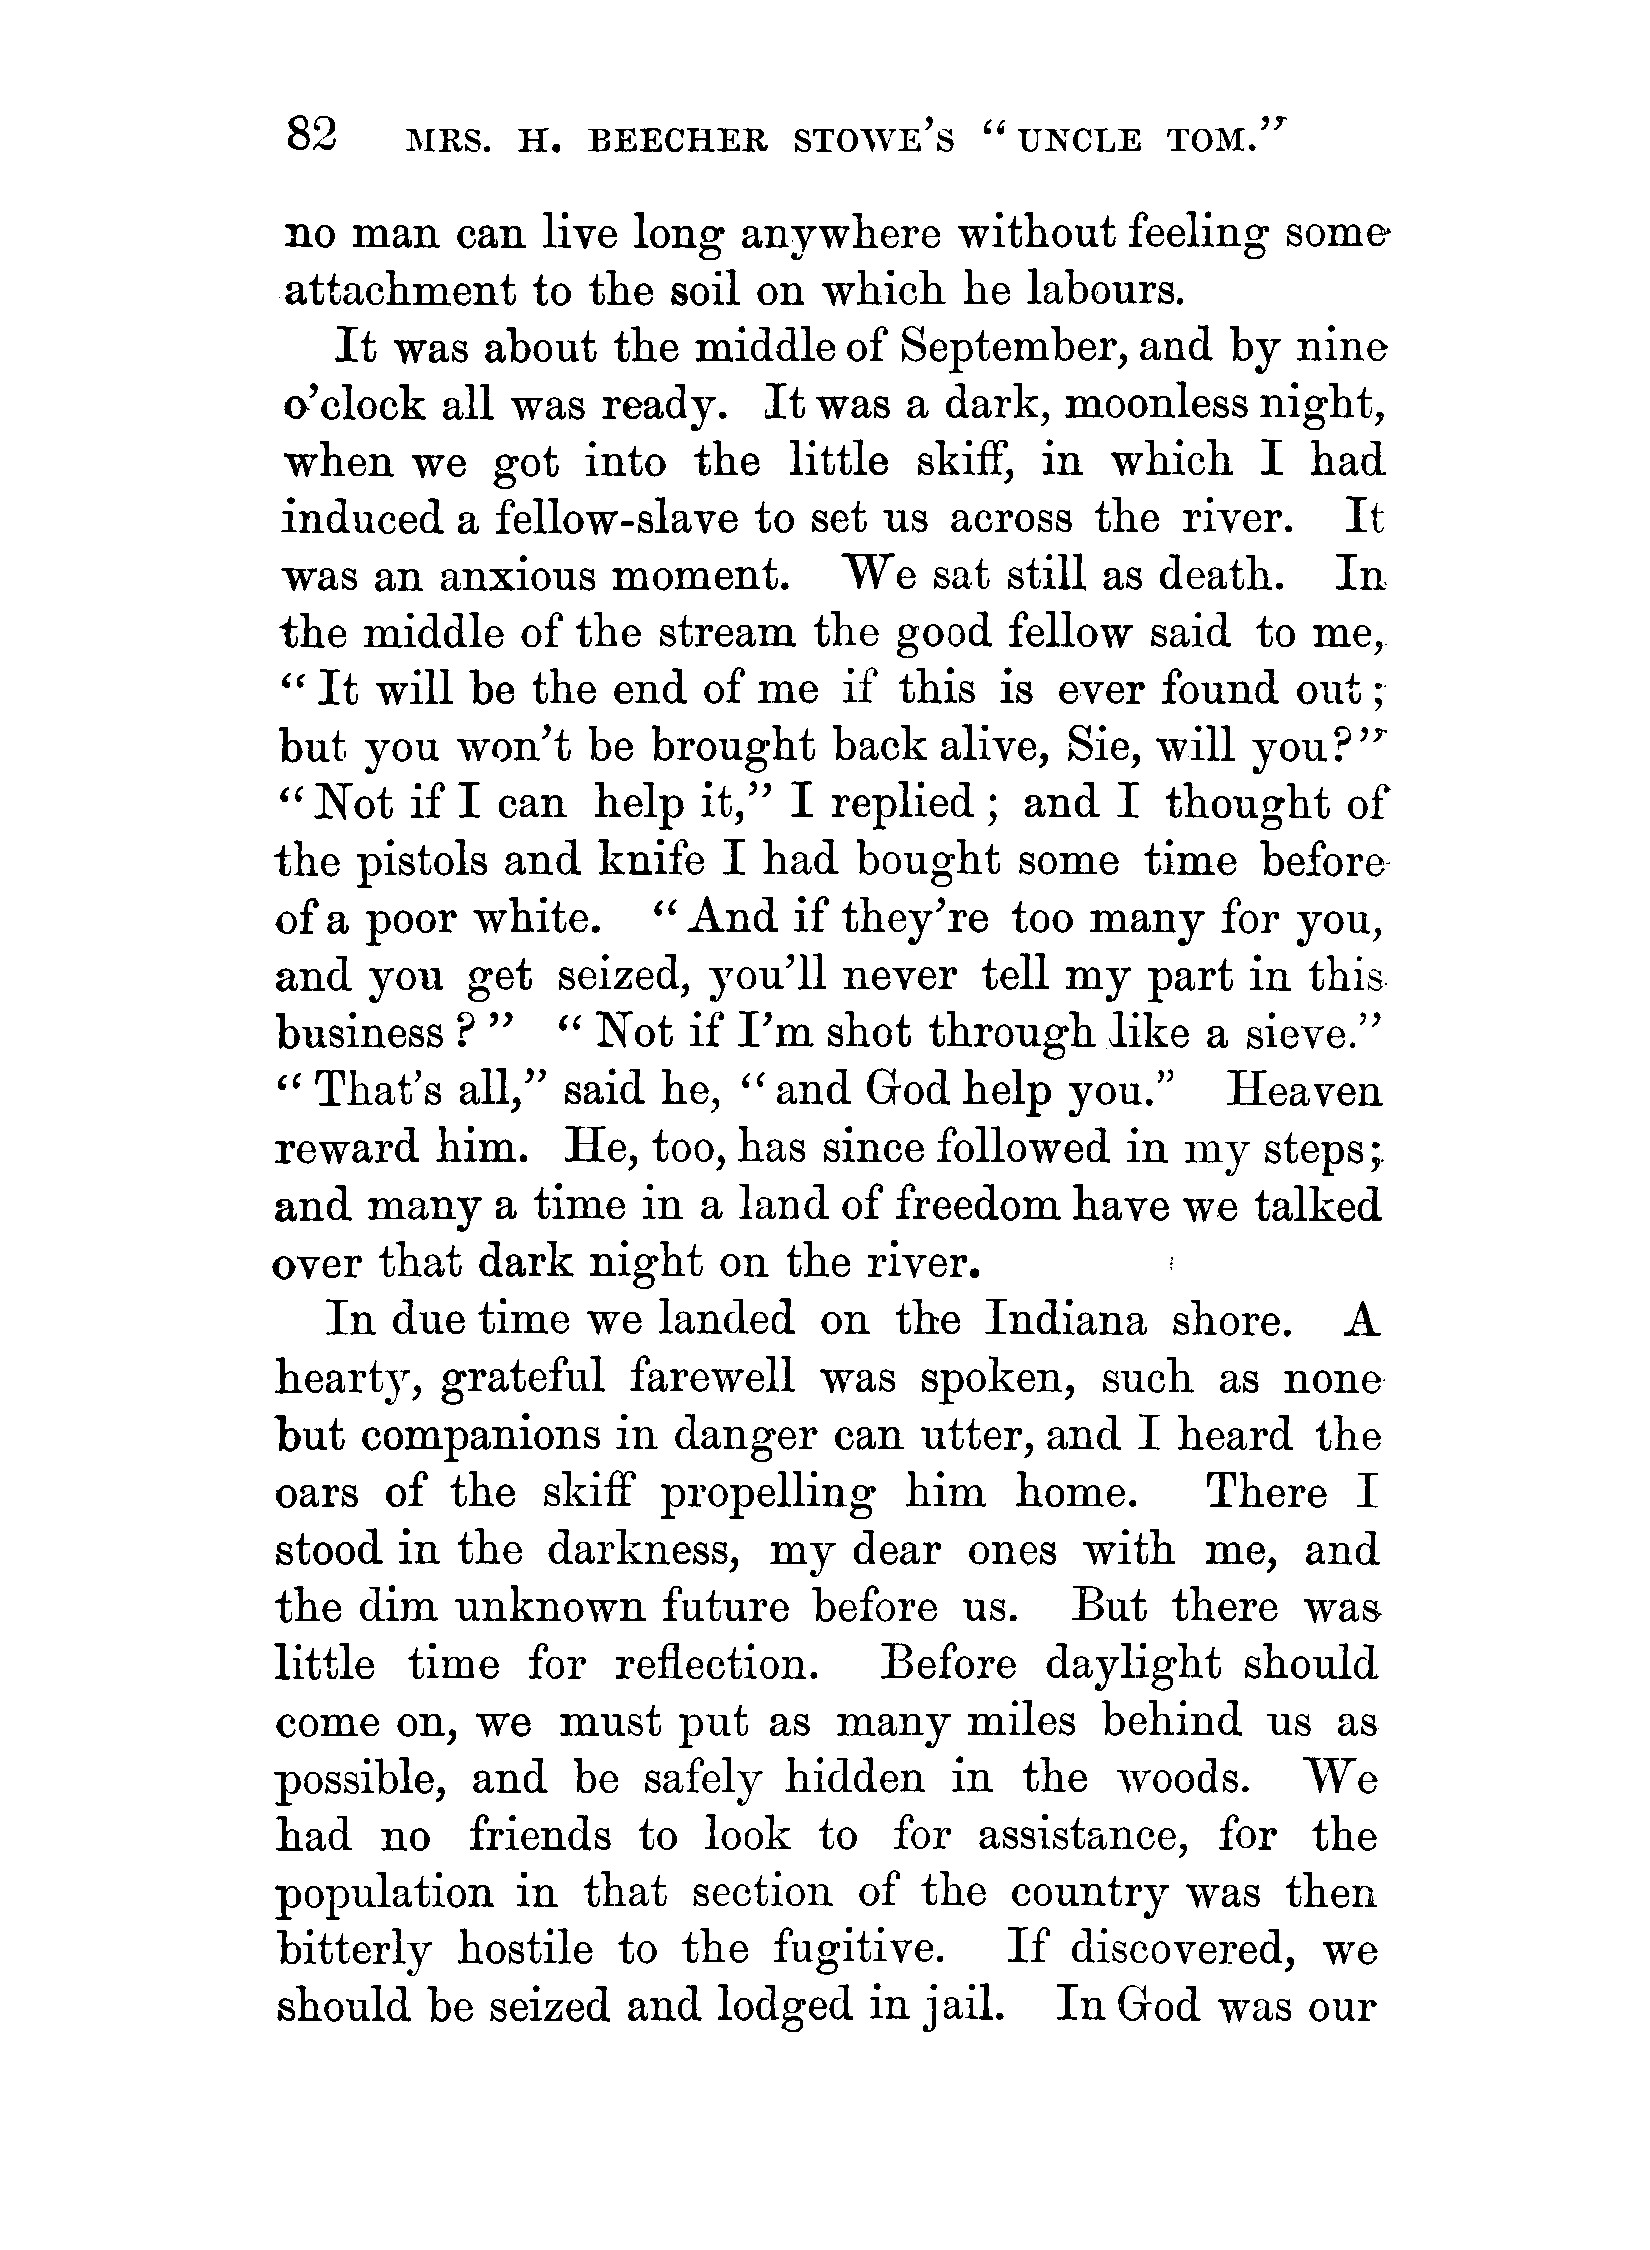 82 MRS. H. BEECHER STOWE'S "UNCLE TOM."
no man can live long anywhere without feeling some
attachment to the soil on which he labours.
It was about the middle of September, and by nine
o'clock all was ready. It was a dark, moonless night,
when we got into the little skiff, in which I had
induced a fellow-slave to set us across the river. It
was an anxious moment. We sat still as death. In
the middle of the stream the good fellow said to me,
"It will be the end of me if this is ever found out;
but you won't be brought back alive, Sie, will you?"
"Not if I can help it," I replied; and I thought of
the pistols and knife I had bought some time before
of a poor white. "And if they're too many for you,
and you get seized, you'll never tell my part in this
business?" "Not if I'm shot through like a sieve."
"That's all," said he, "and God help you." Heaven
reward him. He, too, has since followed in my steps;
and many a time in a land of freedom have we talked
over that dark night on the river.
In due time we landed on the Indiana shore. A
hearty, grateful farewell was spoken, such as none
but companions in danger can utter, and I heard the
oars of the skiff propelling him home. There I
stood in the darkness, my dear ones with me, and
the dim unknown future before us. But there was
little time for reflection. Before daylight should
come on, we must put as many miles behind us as
possible, and be safely hidden in the woods. We
had no friends to look to for assistance, for the
population in that section of the country was then
bitterly hostile to the fugitive. If discovered, we
should be seized and lodged in jail. In God was our